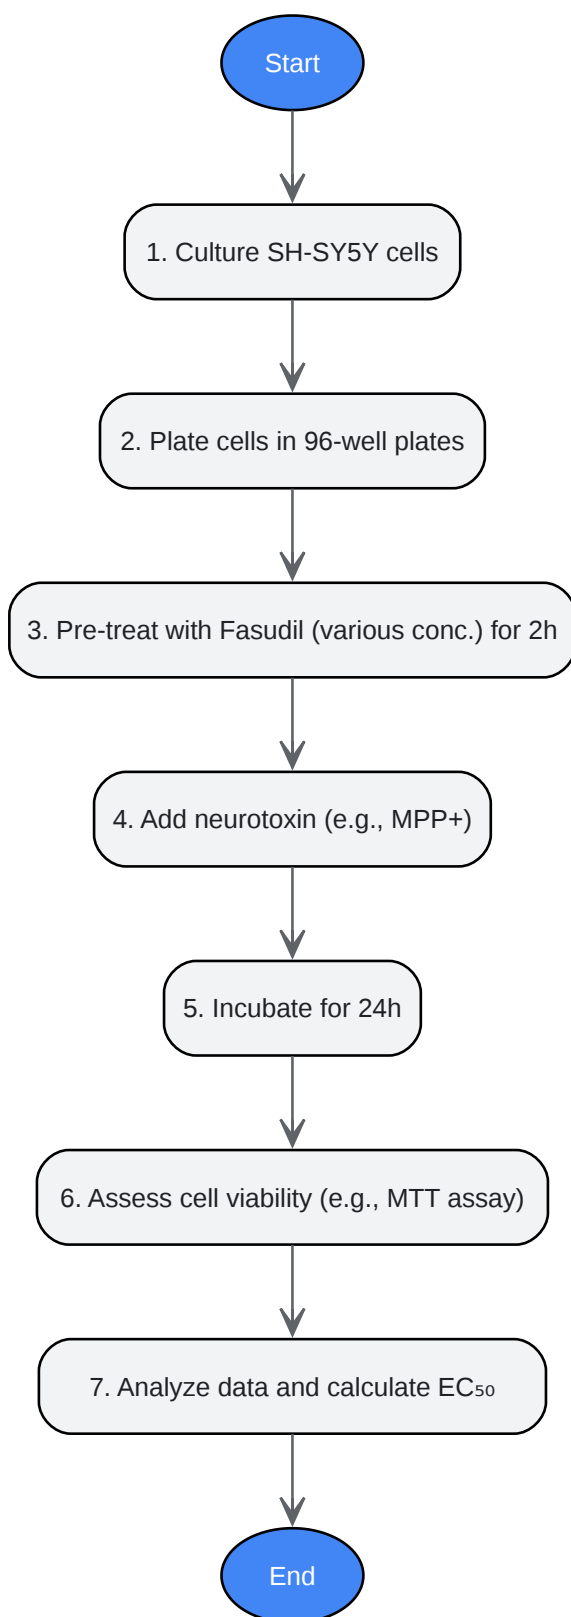 Start
1. Culture SH-SY5Y cells
2. Plate cells in 96-well plates
3. Pre-treat with Fasudil (various conc.) for 2h
4. Add neurotoxin (e.g., MPP+)
5. Incubate for 24h
6. Assess cell viability (e.g., MTT assay)
7. Analyze data and calculate EC₅₀
End